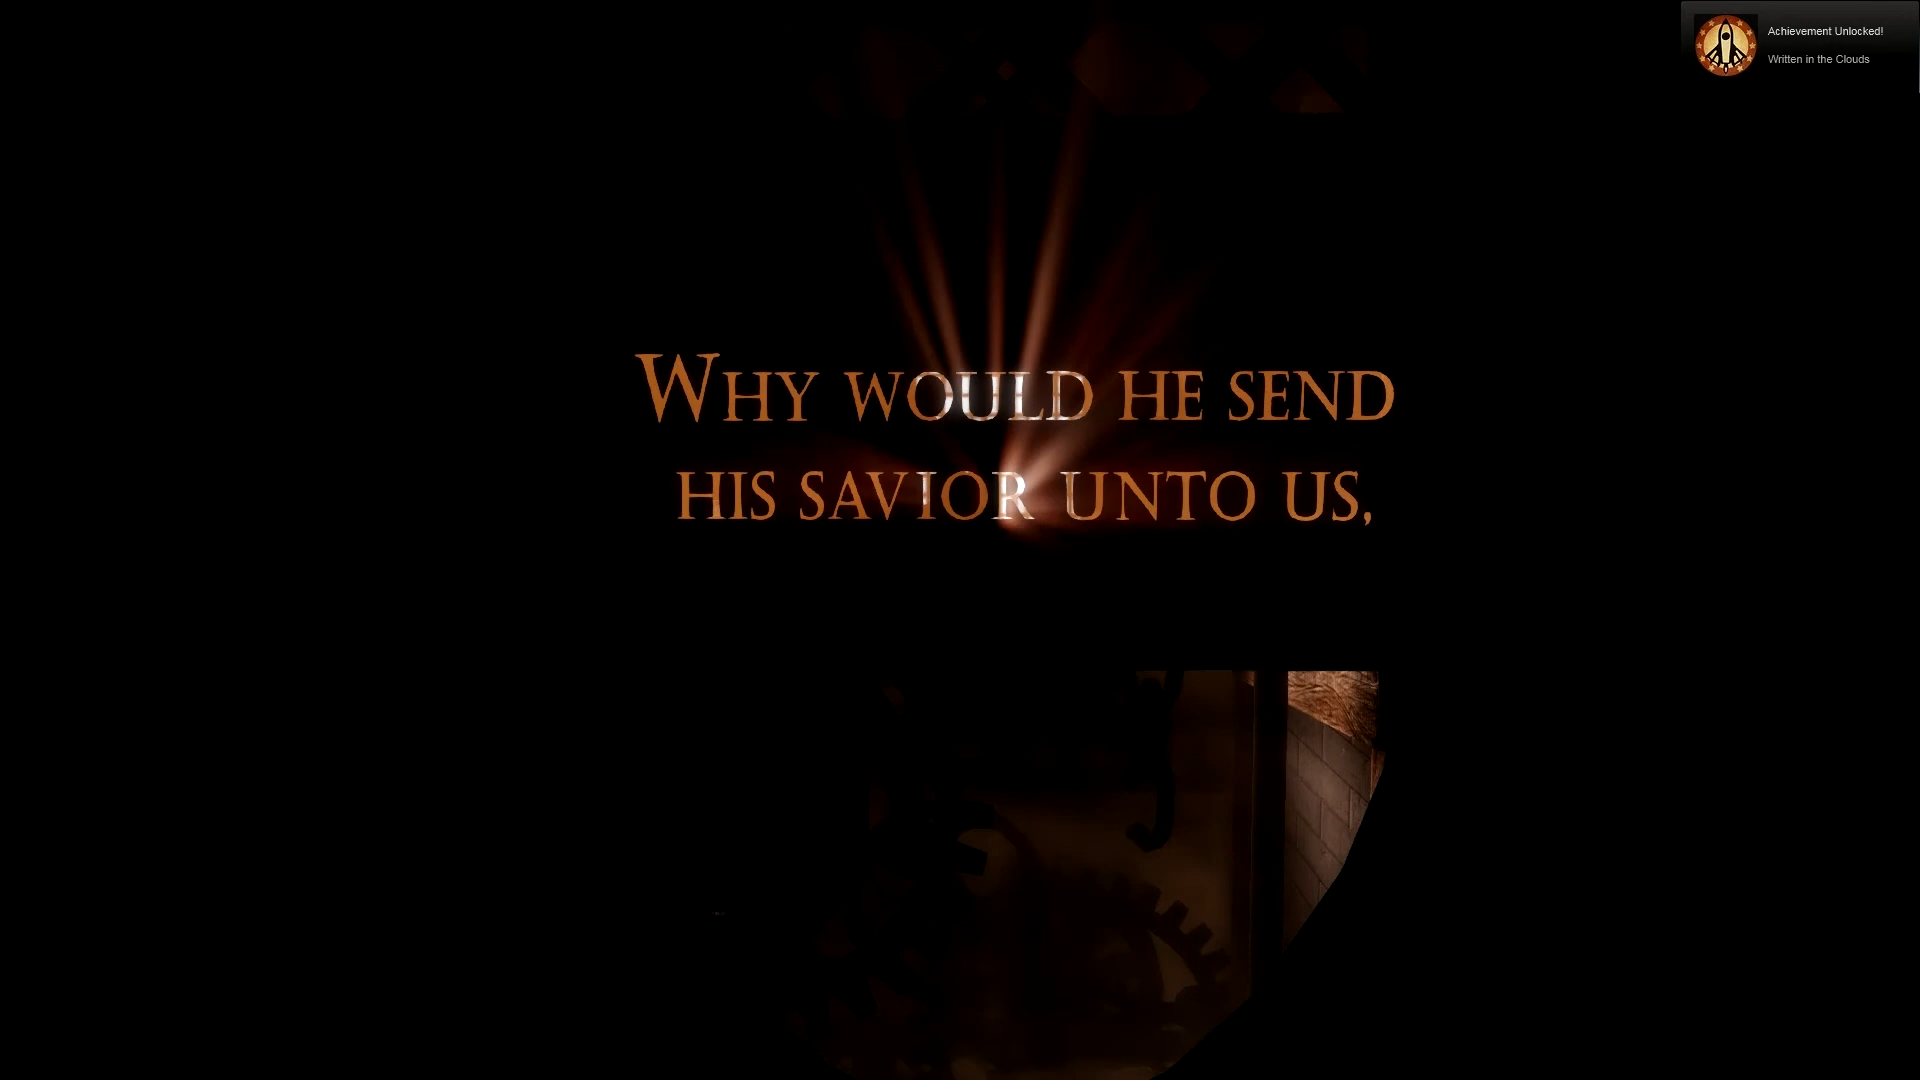 Achievement Unlocked!
Written in the Clouds
WHY WOULD HE SEND
HIS SAVIOR UNTO US,